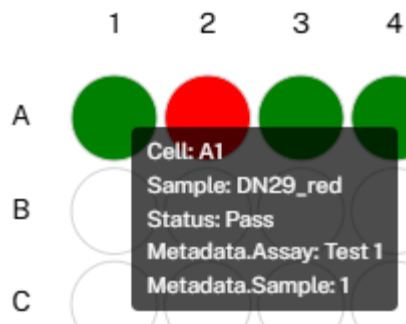 1 2 3 4
A
Cell: A1
Sample: DN29_red
Status: Pass
Metadata.Assay: Test 1
Metadata.Sample: 1
B
C